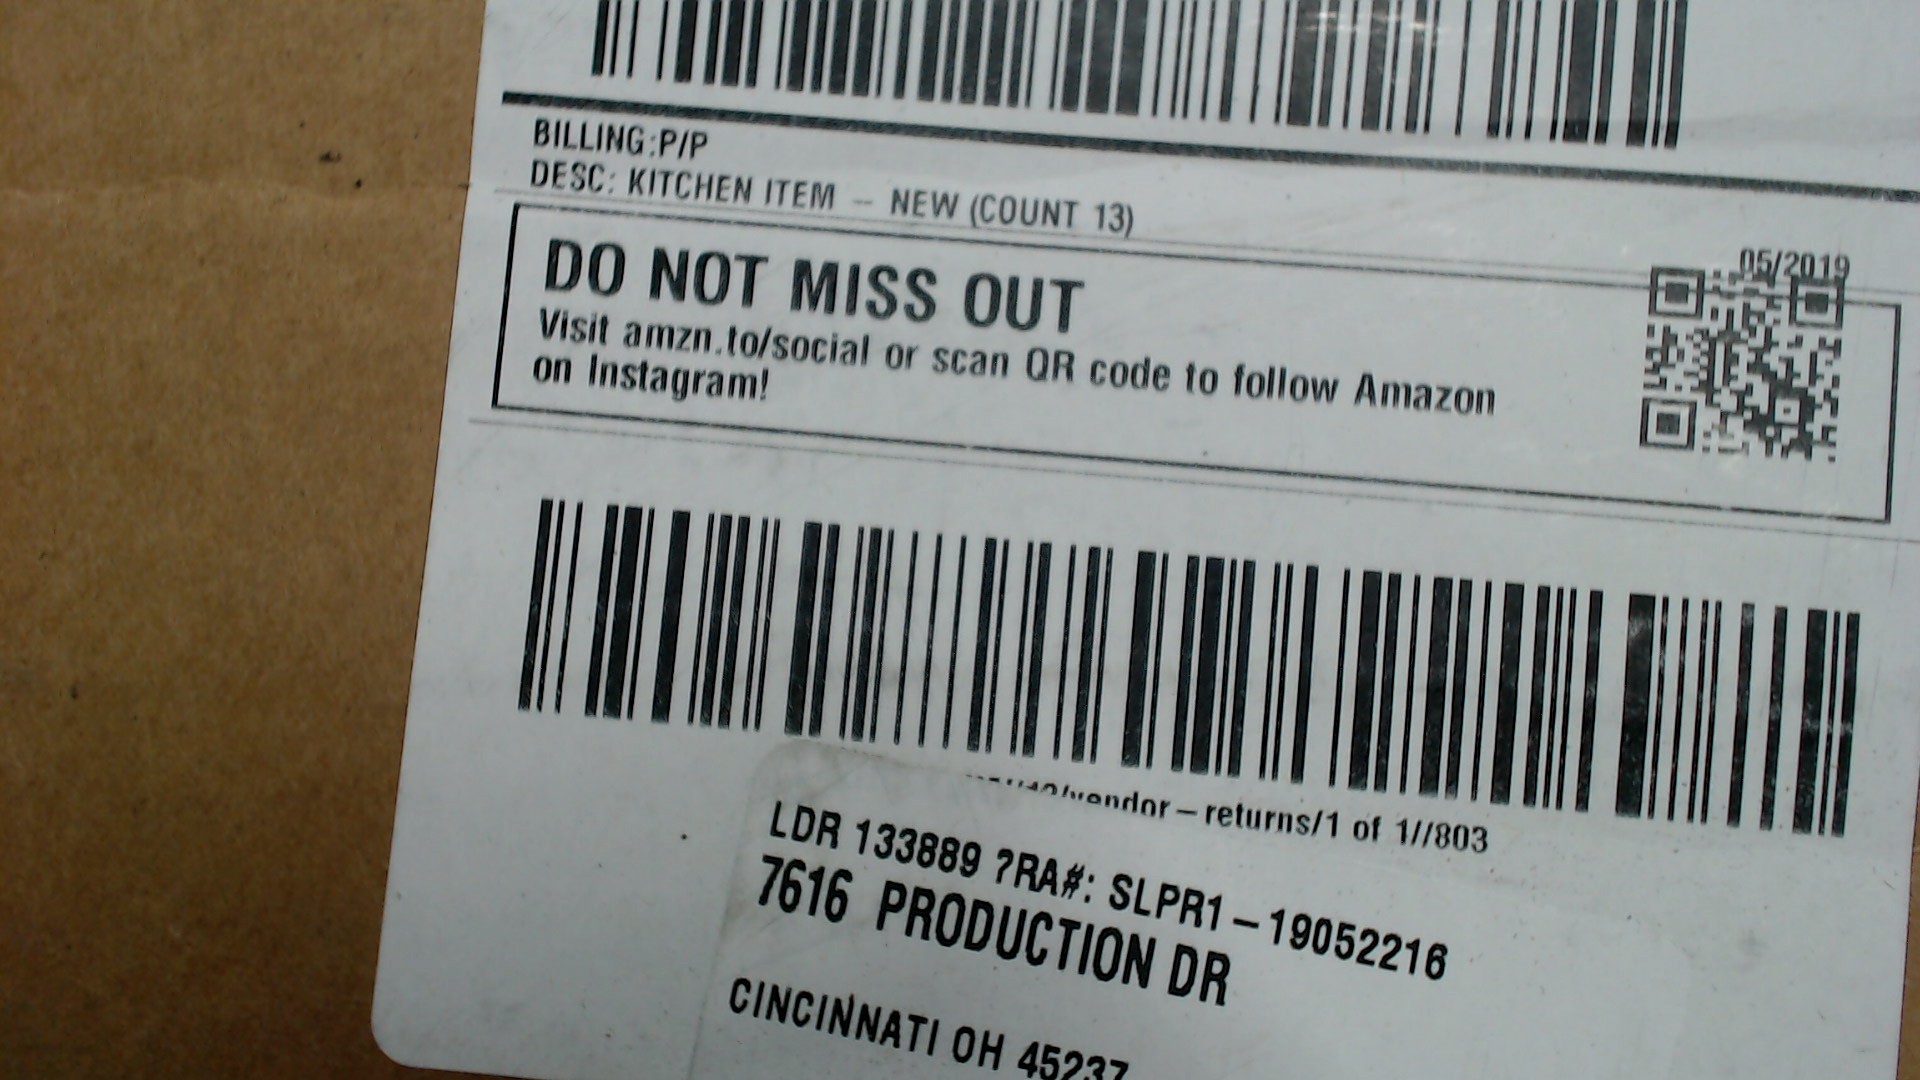 BILLING:P/P
DESC: KITCHEN ITEM -- NEW (COUNT 13)
05/2019
DO NOT MISS OUT
Visit amzn.to/social or scan QR code to follow Amazon
on Instagram!
/vendor-returns/1 of 1//803
LDR 133889 ?RA#: SLPR1-19052216
7616 PRODUCTION DR
CINCINNATI OH 45237